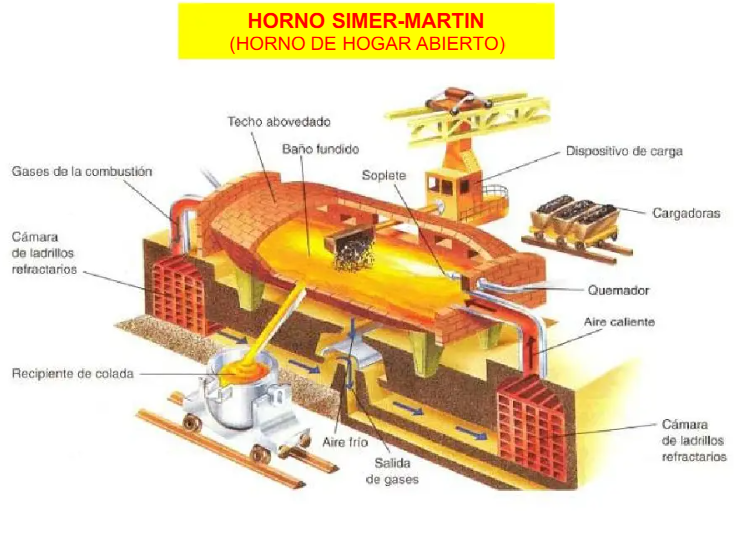 HORNO SIMER-MARTIN
(HORNO DE HOGAR ABIERTO)
Techo abovedado
Baño fundido
Dispositivo de carga
Gases de la combustión
Soplete
Cargadoras
Cámara
de ladrillos
refractarios
Quemador
Aire caliente
Recipiente de colada
Aire frío
Salida
de gases
Cámara
de ladrillos
refractarios